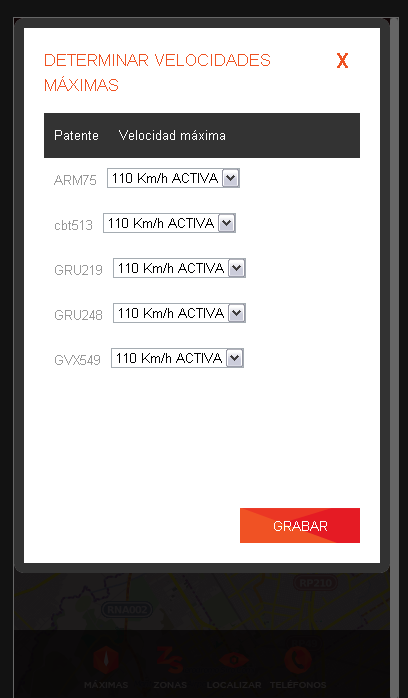 DETERMINAR VELOCIDADES
MÁXIMAS
X
Patente Velocidad máxima
ARM75 110 Km/h ACTIVA
cbt513 110 Km/h ACTIVA
GRU219 110 Km/h ACTIVA
GRU248 110 Km/h ACTIVA
GVX549 110 Km/h ACTIVA
GRABAR
RP210
RNA002
MÁXIMAS ZONAS LOCALIZAR TELÉFONOS